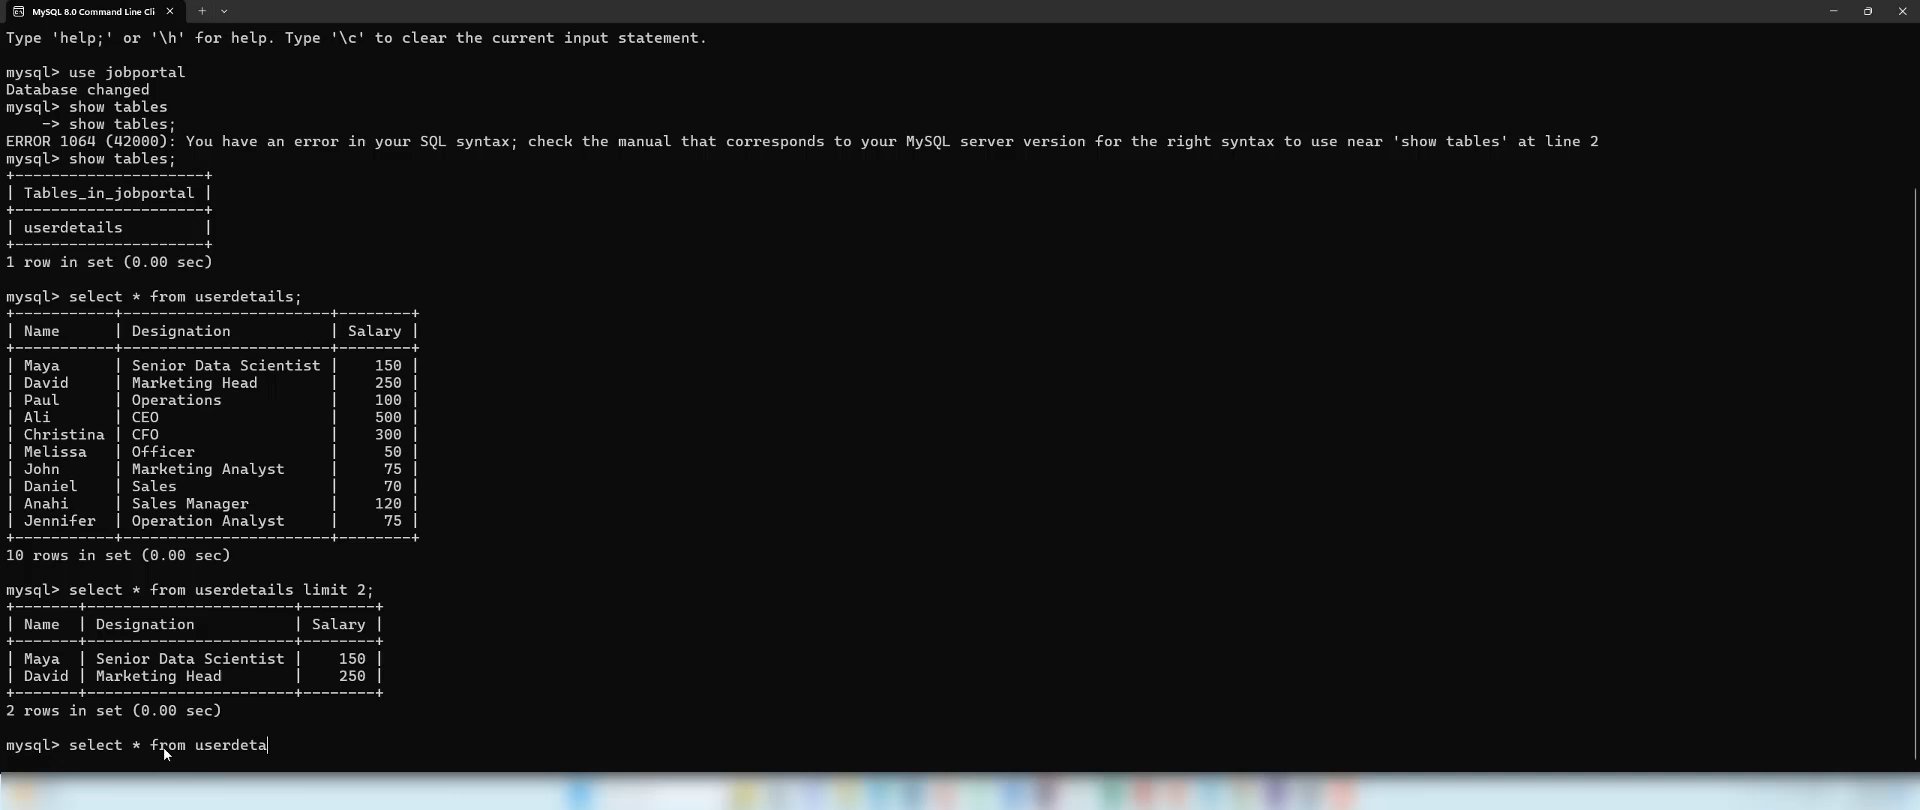 MySQL 8.0 Command Line Cli
Type 'help;' or '\h' for help. Type '\c' to clear the current input statement.
mysql> use jobportal
Database changed
mysql> show tables
    -> show tables;
ERROR 1064 (42000): You have an error in your SQL syntax; check the manual that corresponds to your MySQL server version for the right syntax to use near 'show tables' at line 2
mysql> show tables;
+---------------------+
| Tables_in_jobportal |
+---------------------+
| userdetails         |
+---------------------+
1 row in set (0.00 sec)
mysql> select * from userdetails;
+-----------+-----------------------+--------+
| Name      | Designation           | Salary |
+-----------+-----------------------+--------+
| Maya      | Senior Data Scientist |    150 |
| David     | Marketing Head        |    250 |
| Paul      | Operations            |    100 |
| Ali       | CEO                   |    500 |
| Christina | CFO                   |    300 |
| Melissa   | Officer               |     50 |
| John      | Marketing Analyst     |     75 |
| Daniel    | Sales                 |     70 |
| Anahi     | Sales Manager         |    120 |
| Jennifer  | Operation Analyst     |     75 |
+-----------+-----------------------+--------+
10 rows in set (0.00 sec)
mysql> select * from userdetails limit 2;
+-------+-----------------------+--------+
| Name  | Designation           | Salary |
+-------+-----------------------+--------+
| Maya  | Senior Data Scientist |    150 |
| David | Marketing Head        |    250 |
+-------+-----------------------+--------+
2 rows in set (0.00 sec)
mysql> select * from userdeta